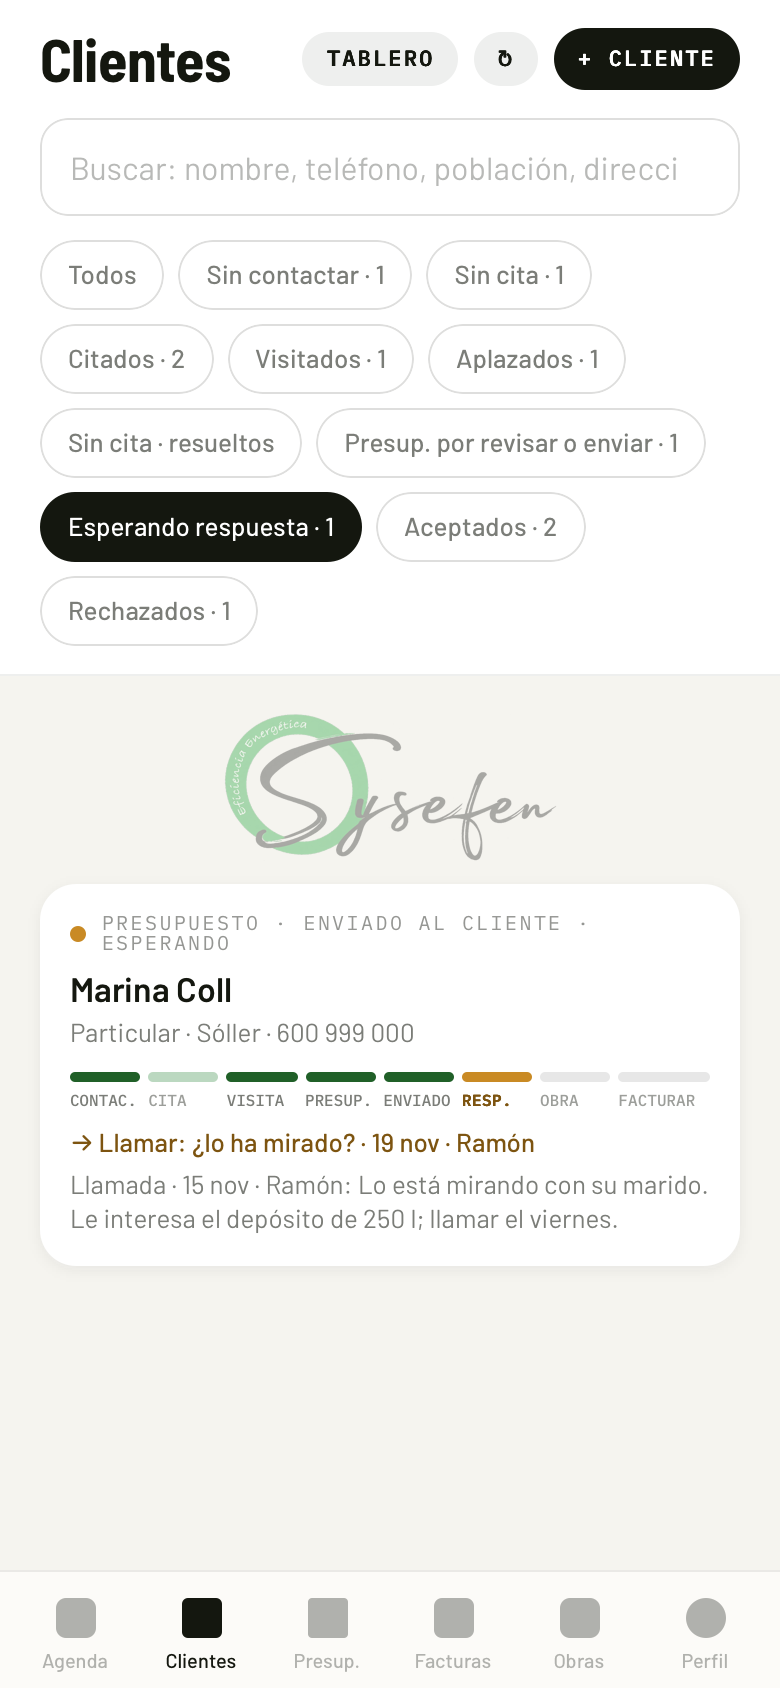 Clientes
TABLERO
↻
+ CLIENTE
Buscar: nombre, teléfono, población, direcci
Todos
Sin contactar · 1
Sin cita · 1
Citados · 2
Visitados · 1
Aplazados · 1
Sin cita · resueltos
Presup. por revisar o enviar · 1
Esperando respuesta · 1
Aceptados · 2
Rechazados · 1
Eficiencia Energética
Sysefen
PRESUPUESTO · ENVIADO AL CLIENTE ·
ESPERANDO
Marina Coll
Particular · Sóller · 600 999 000
CONTAC. CITA VISITA PRESUP. ENVIADO RESP. OBRA FACTURAR
→ Llamar: ¿lo ha mirado? · 19 nov · Ramón
Llamada · 15 nov · Ramón: Lo está mirando con su marido.
Le interesa el depósito de 250 l; llamar el viernes.
Agenda Clientes Presup. Facturas Obras Perfil